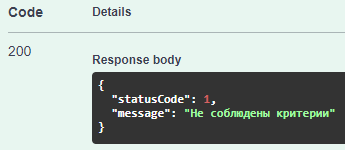 Code Details
200
Response body
{
"statusCode": 1,
"message": "Не соблюдены критерии"
}